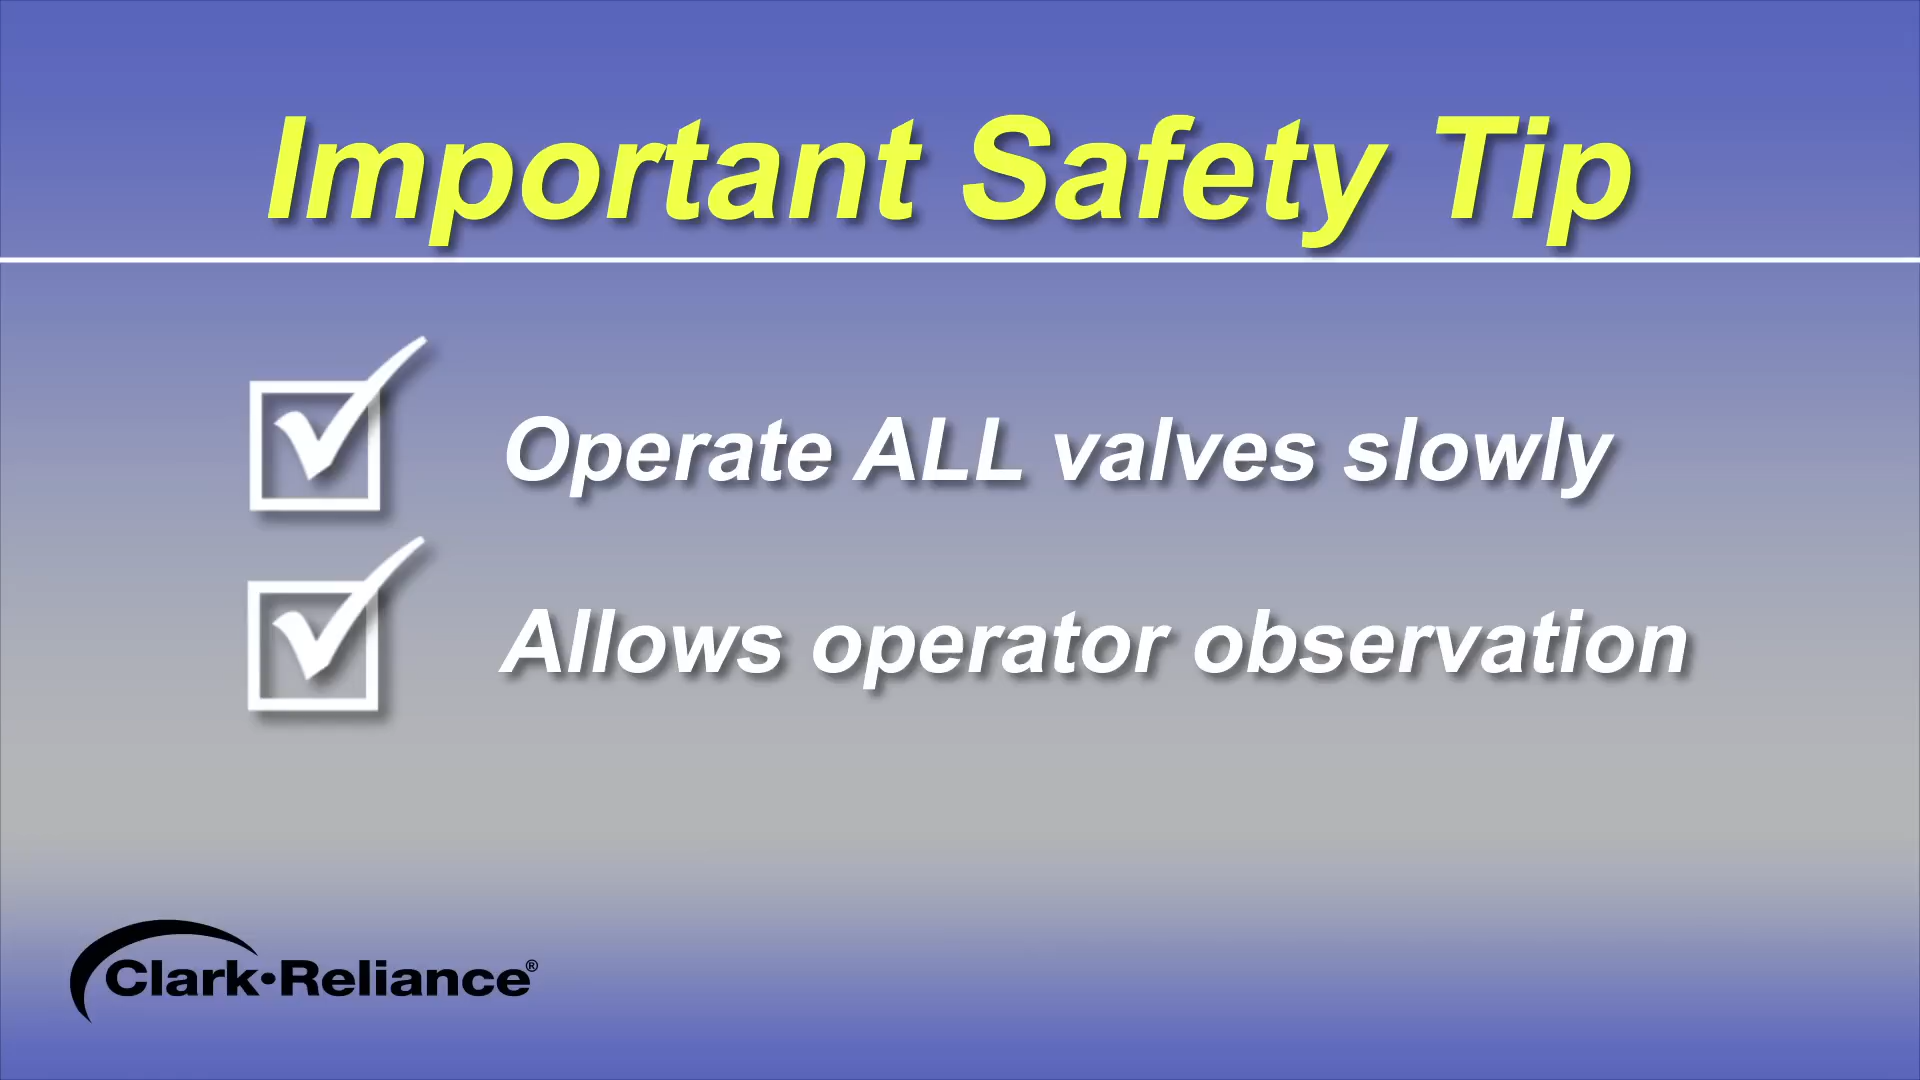 Important Safety Tip
Operate ALL valves slowly
Allows operator observation
Clark·Reliance®